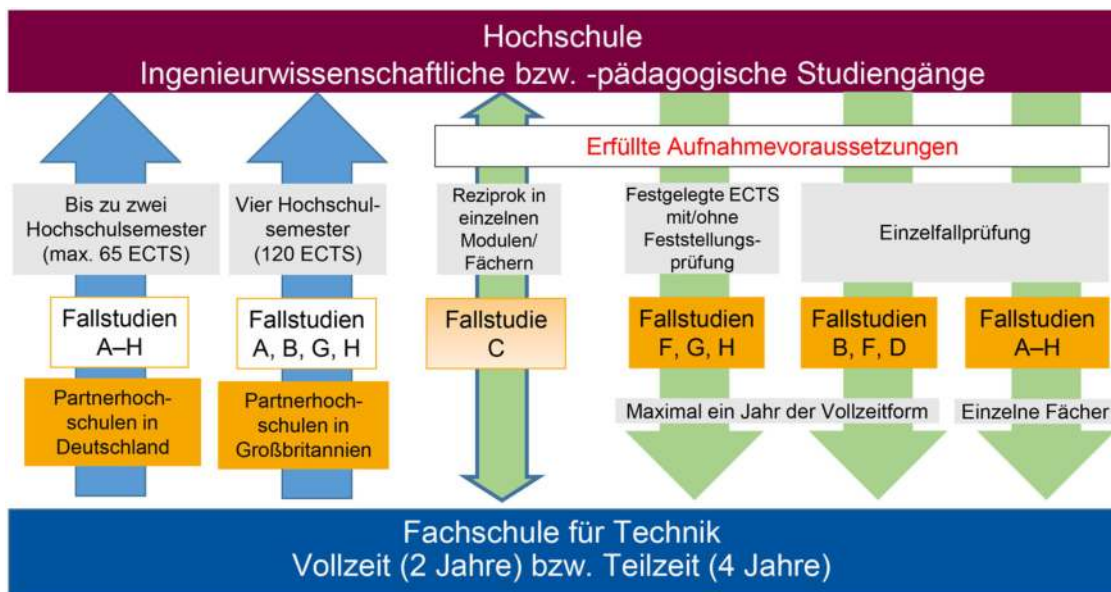 Hochschule
Ingenieurwissenschaftliche bzw. -pädagogische Studiengänge
Erfüllte Aufnahmevoraussetzungen
Bis zu zwei
Hochschulsemester
(max. 65 ECTS)
Fallstudien
A–H
Partnerhoch-
schulen in
Deutschland
Vier Hochschul-
semester
(120 ECTS)
Fallstudien
A, B, G, H
Partnerhoch-
schulen in
Großbritannien
Reziprok in
einzelnen
Modulen/
Fächern
Fallstudie
C
Festgelegte ECTS
mit/ohne
Feststellungs-
prüfung
Fallstudien
F, G, H
Einzelfallprüfung
Fallstudien
B, F, D
Fallstudien
A–H
Maximal ein Jahr der Vollzeitform
Einzelne Fächer
Fachschule für Technik
Vollzeit (2 Jahre) bzw. Teilzeit (4 Jahre)